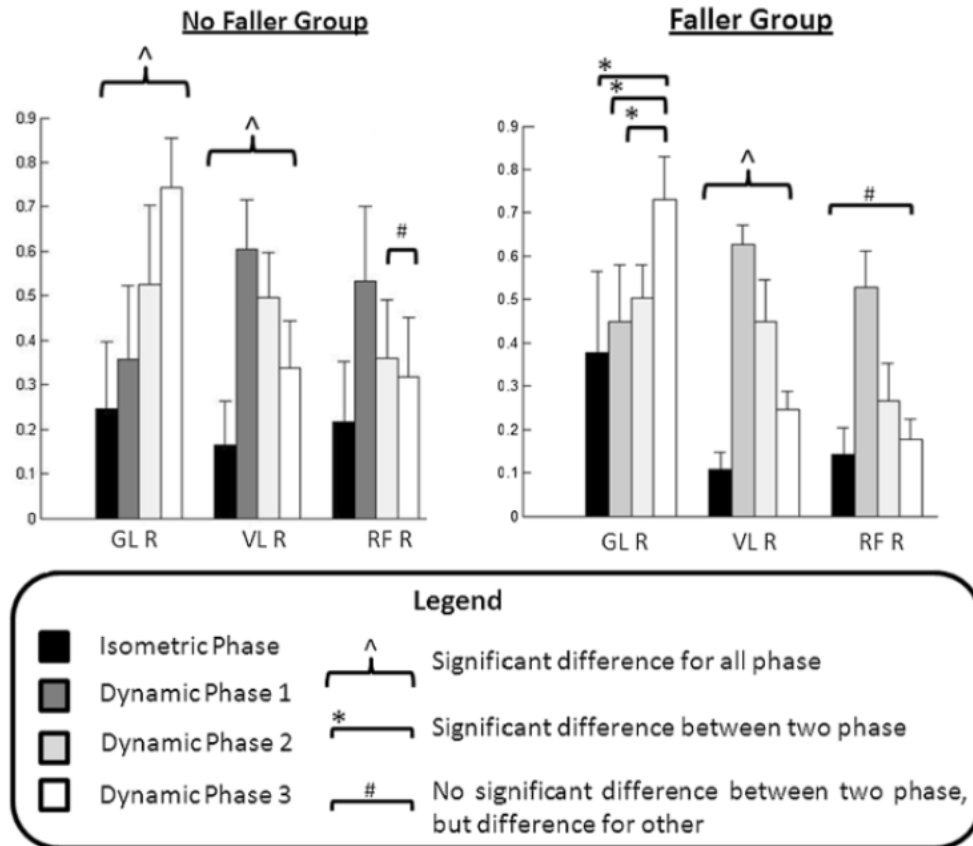 No Faller Group
^
^
#
0.9
0.8
0.7
0.6
0.5
0.4
0.3
0.2
0.1
0
GL R VL R RF R
Faller Group
*
*
*
^
#
0.9
0.8
0.7
0.6
0.5
0.4
0.3
0.2
0.1
0
GL R VL R RF R
Legend
Isometric Phase
Dynamic Phase 1
Dynamic Phase 2
Dynamic Phase 3
^ Significant difference for all phase
* Significant difference between two phase
# No significant difference between two phase,
but difference for other